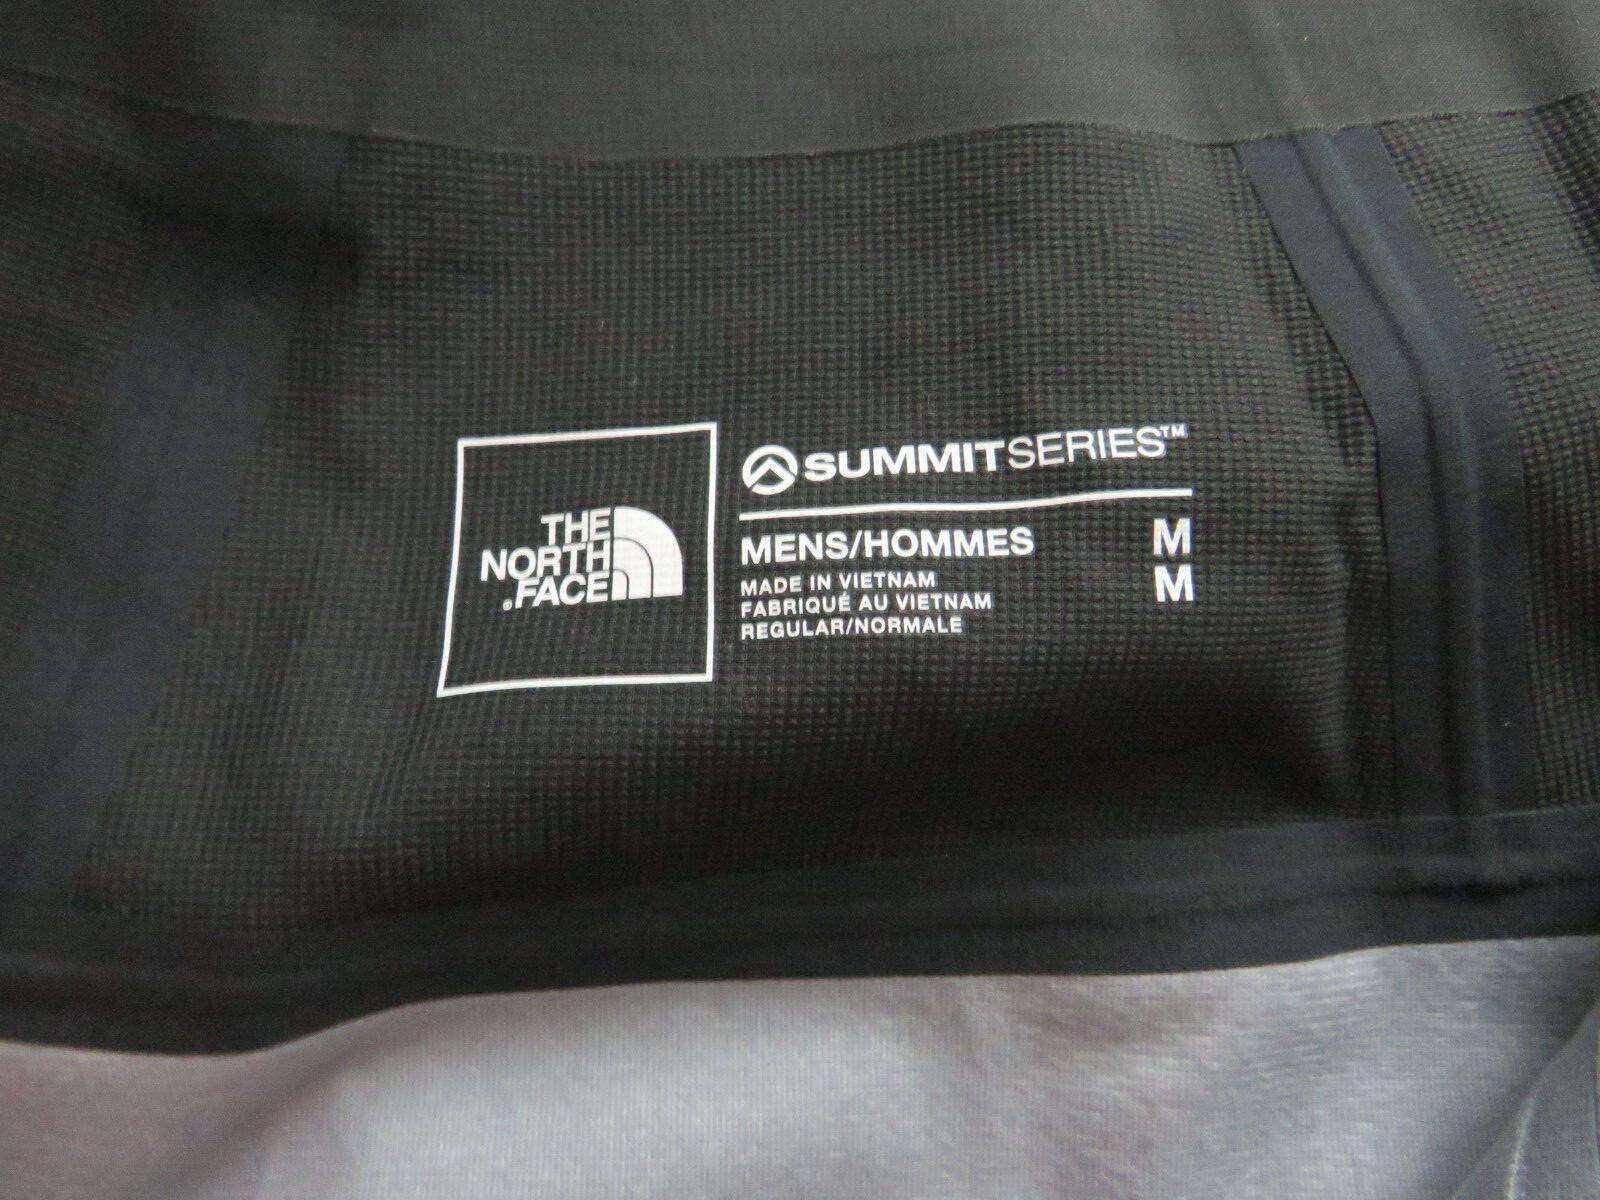 THE
NORTH
FACE®
SUMMITSERIES™
MENS/HOMMES M
MADE IN VIETNAM M
FABRIQUÉ AU VIETNAM
REGULAR/NORMALE